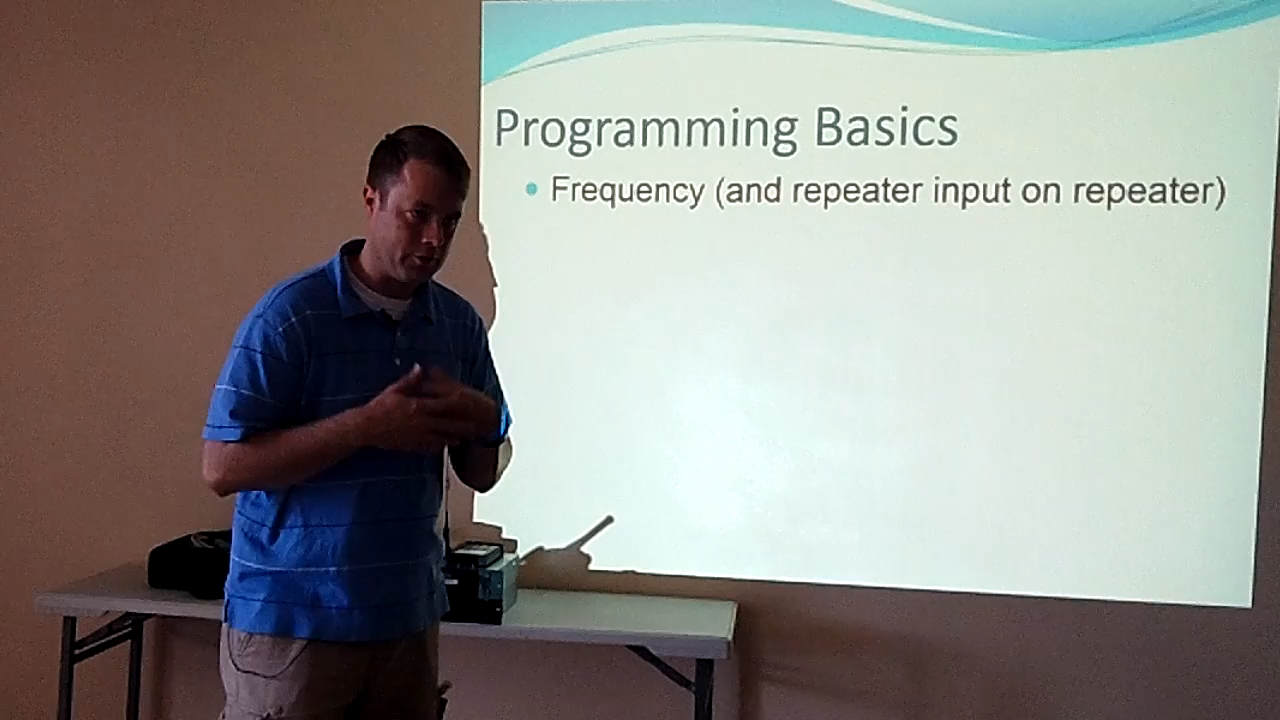 Programming Basics
• Frequency (and repeater input on repeater)